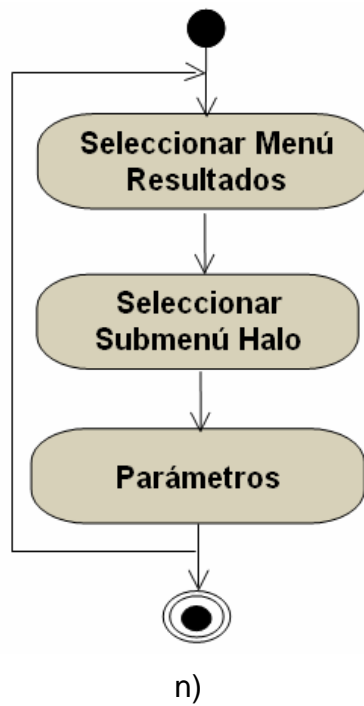 Seleccionar Menú
Resultados
Seleccionar
Submenú Halo
Parámetros
n)